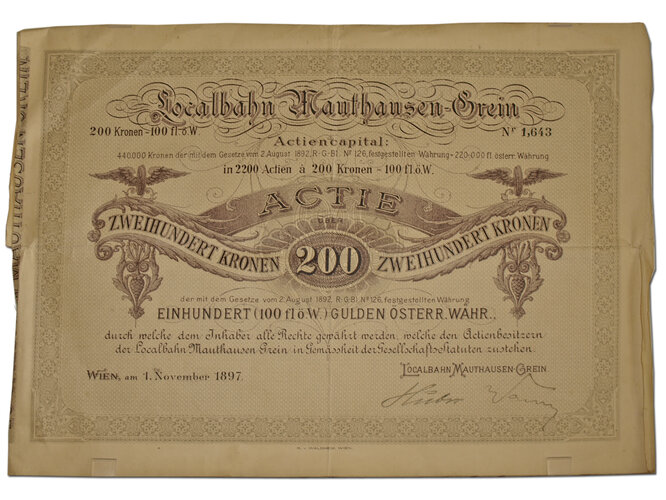 Localbahn Mauthausen-Grein
200 Kronen - 100 fl. ö. W
Nr 1,643
Actiencapital:
440.000 Kronen der mit dem Gesetze vom 2. August 1892, R-G-Bl. No 126, festgestellten Währung - 220.000 fl. österr. Währung
in 2200 Actien à 200 Kronen - 100 fl. ö. W.
ACTIE
ÜBER
ZWEIHUNDERT KRONEN 200 ZWEIHUNDERT KRONEN
der mit dem Gesetze vom 2. August 1892, R-G-Bl. No 126, festgestellten Währung
EINHUNDERT (100 fl. ö W.) GULDEN ÖSTERR. WÄHR.,
durch welche dem Inhaber alle Rechte gewährt werden, welche den Actienbesitzern
der Localbahn Mauthausen Grein in Gemässheit der Gesellschafts-Statuten zustehen.
WIEN, am 1. November 1897.
LOCALBAHN MAUTHAUSEN-GREIN
MAUTHAUSEN-GREIN